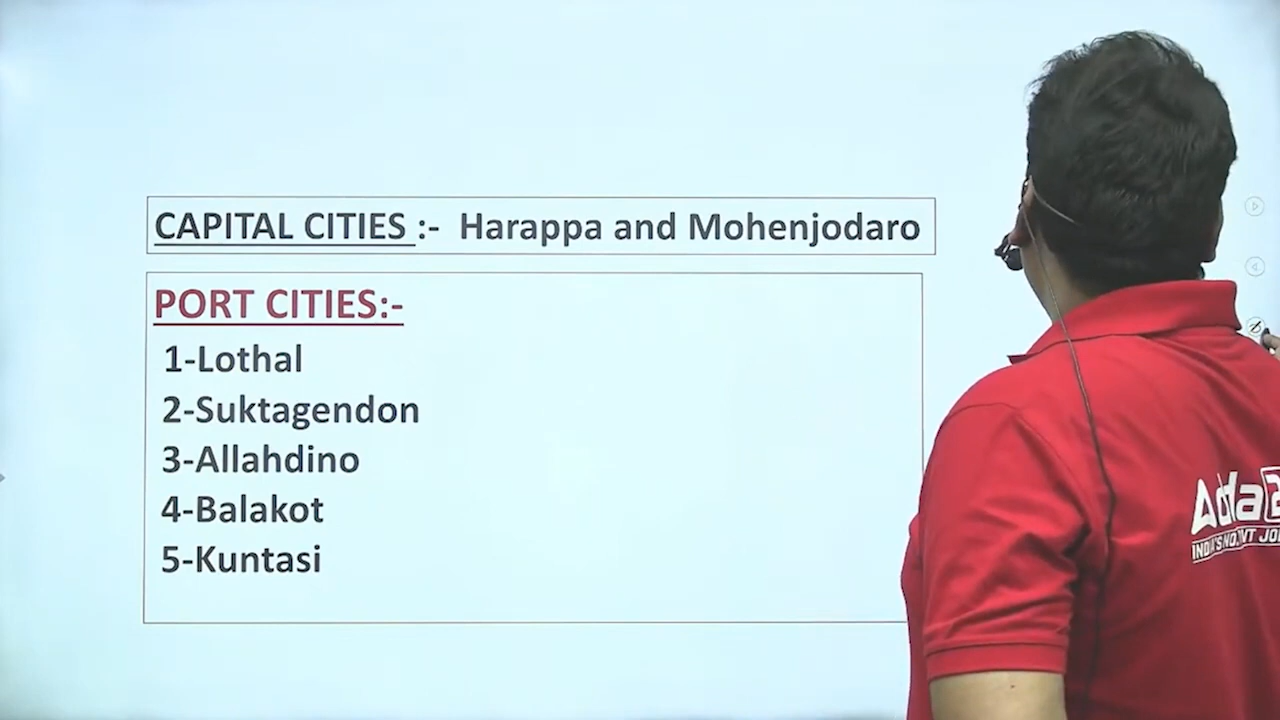 CAPITAL CITIES :- Harappa and Mohenjodaro
PORT CITIES:-
1-Lothal
2-Suktagendon
3-Allahdino
4-Balakot
5-Kuntasi